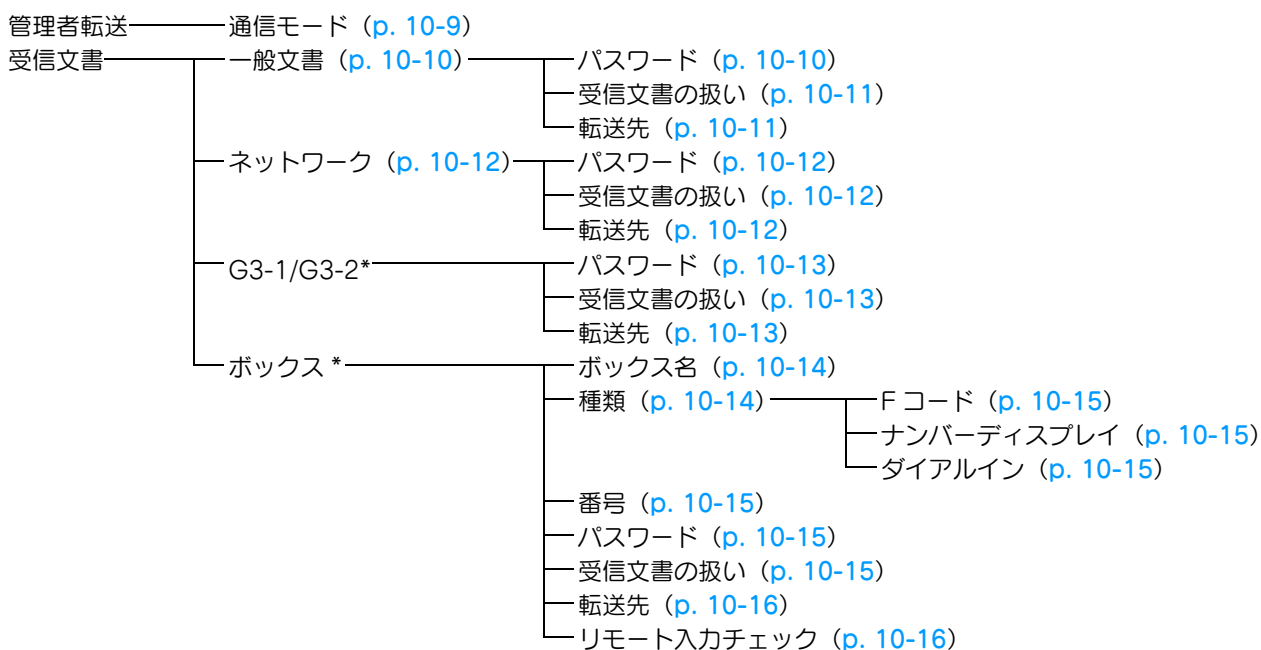 管理者転送 通信モード（p. 10-9）
受信文書 一般文書（p. 10-10） パスワード（p. 10-10）
受信文書の扱い（p. 10-11）
転送先（p. 10-11）
ネットワーク（p. 10-12） パスワード（p. 10-12）
受信文書の扱い（p. 10-12）
転送先（p. 10-12）
G3-1/G3-2* パスワード（p. 10-13）
受信文書の扱い（p. 10-13）
転送先（p. 10-13）
ボックス * ボックス名（p. 10-14）
種類（p. 10-14） F コード（p. 10-15）
ナンバーディスプレイ（p. 10-15）
ダイアルイン（p. 10-15）
番号（p. 10-15）
パスワード（p. 10-15）
受信文書の扱い（p. 10-15）
転送先（p. 10-16）
リモート入力チェック（p. 10-16）